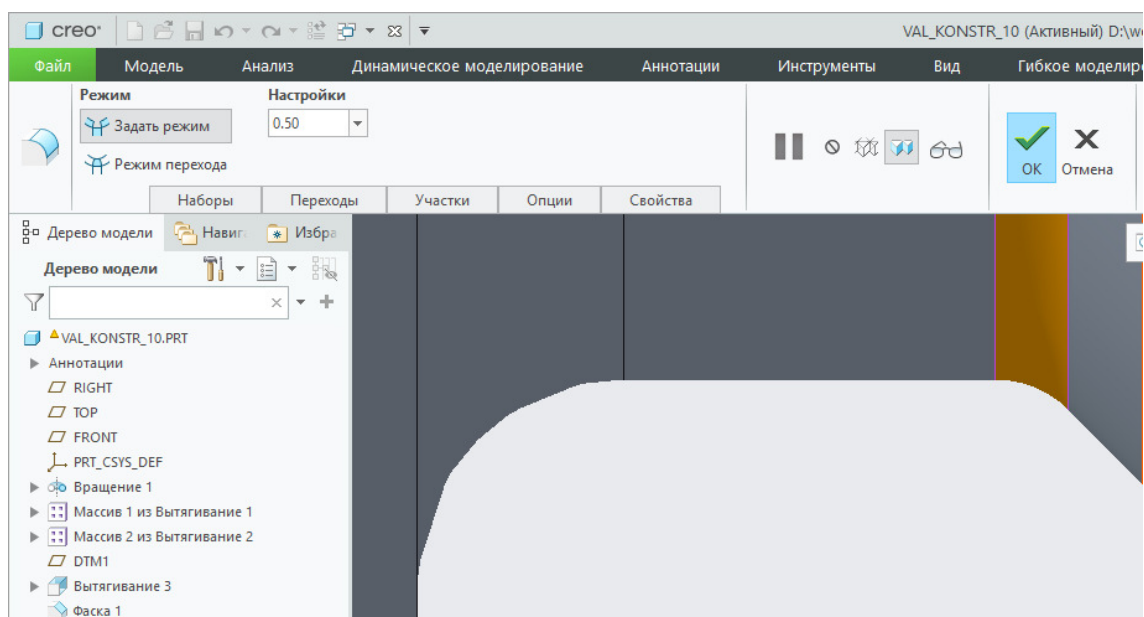 creo VAL_KONSTR_10 (Активный) D:\w
Файл Модель Анализ Динамическое моделирование Аннотации Инструменты Вид Гибкое моделир
Режим Настройки
Задать режим 0.50
Режим перехода
OK Отмена
Наборы Переходы Участки Опции Свойства
Дерево модели Навиг Избра
Дерево модели
VAL_KONSTR_10.PRT
Аннотации
RIGHT
TOP
FRONT
PRT_CSYS_DEF
Вращение 1
Массив 1 из Вытягивание 1
Массив 2 из Вытягивание 2
DTM1
Вытягивание 3
Фаска 1